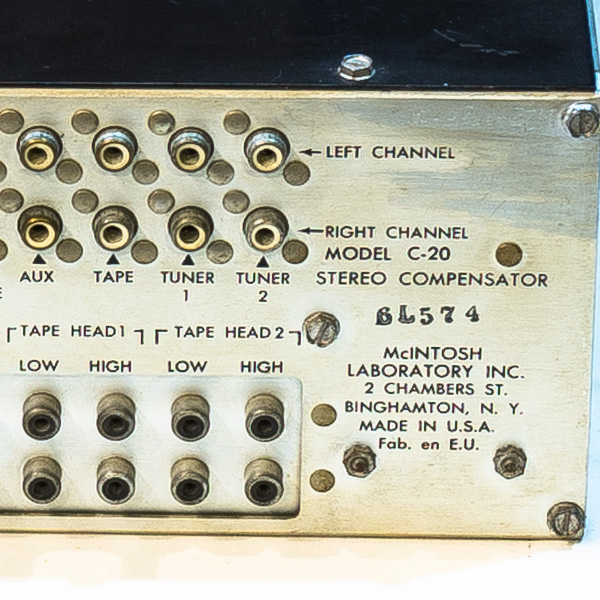 LEFT CHANNEL
RIGHT CHANNEL
MODEL C-20
AUX TAPE TUNER 1 TUNER 2
STEREO COMPENSATOR
6L574
TAPE HEAD 1 TAPE HEAD 2
LOW HIGH LOW HIGH
McINTOSH
LABORATORY INC.
2 CHAMBERS ST.
BINGHAMTON, N. Y.
MADE IN U.S.A.
Fab. en E.U.